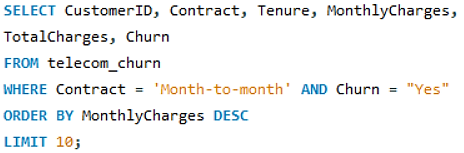 SELECT CustomerID, Contract, Tenure, MonthlyCharges,
TotalCharges, Churn
FROM telecom_churn
WHERE Contract = 'Month-to-month' AND Churn = "Yes"
ORDER BY MonthlyCharges DESC
LIMIT 10;